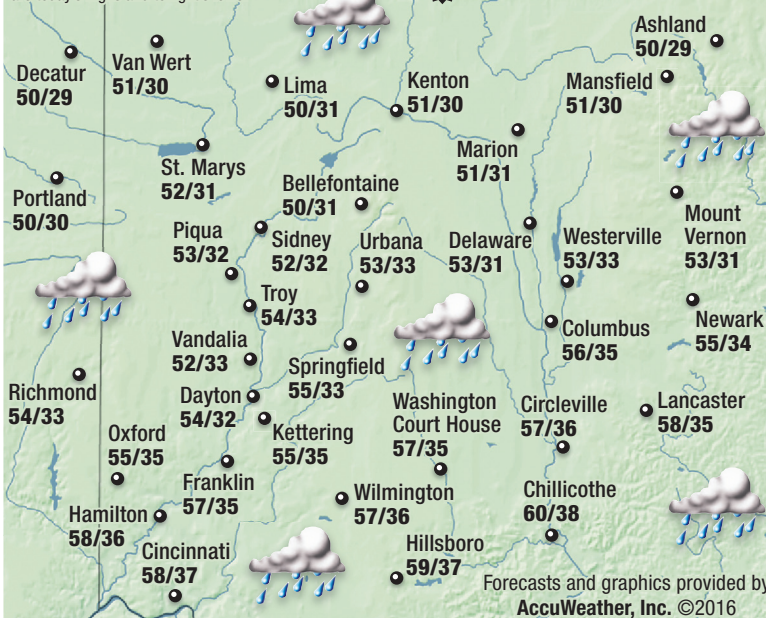 Ashland
50/29
Van Wert
51/30
Decatur
50/29
Lima
50/31
Kenton
51/30
Mansfield
51/30
Marion
51/31
St. Marys
52/31
Portland
50/30
Bellefontaine
50/31
Piqua
53/32
Sidney
52/32
Urbana
53/33
Delaware
53/31
Westerville
53/33
Mount
Vernon
53/31
Troy
54/33
Columbus
56/35
Newark
55/34
Vandalia
52/33
Springfield
55/33
Richmond
54/33
Dayton
54/32
Kettering
55/35
Washington
Court House
57/35
Circleville
57/36
Lancaster
58/35
Oxford
55/35
Franklin
57/35
Wilmington
57/36
Chillicothe
60/38
Hamilton
58/36
Cincinnati
58/37
Hillsboro
59/37
Forecasts and graphics provided by
AccuWeather, Inc. ©2016